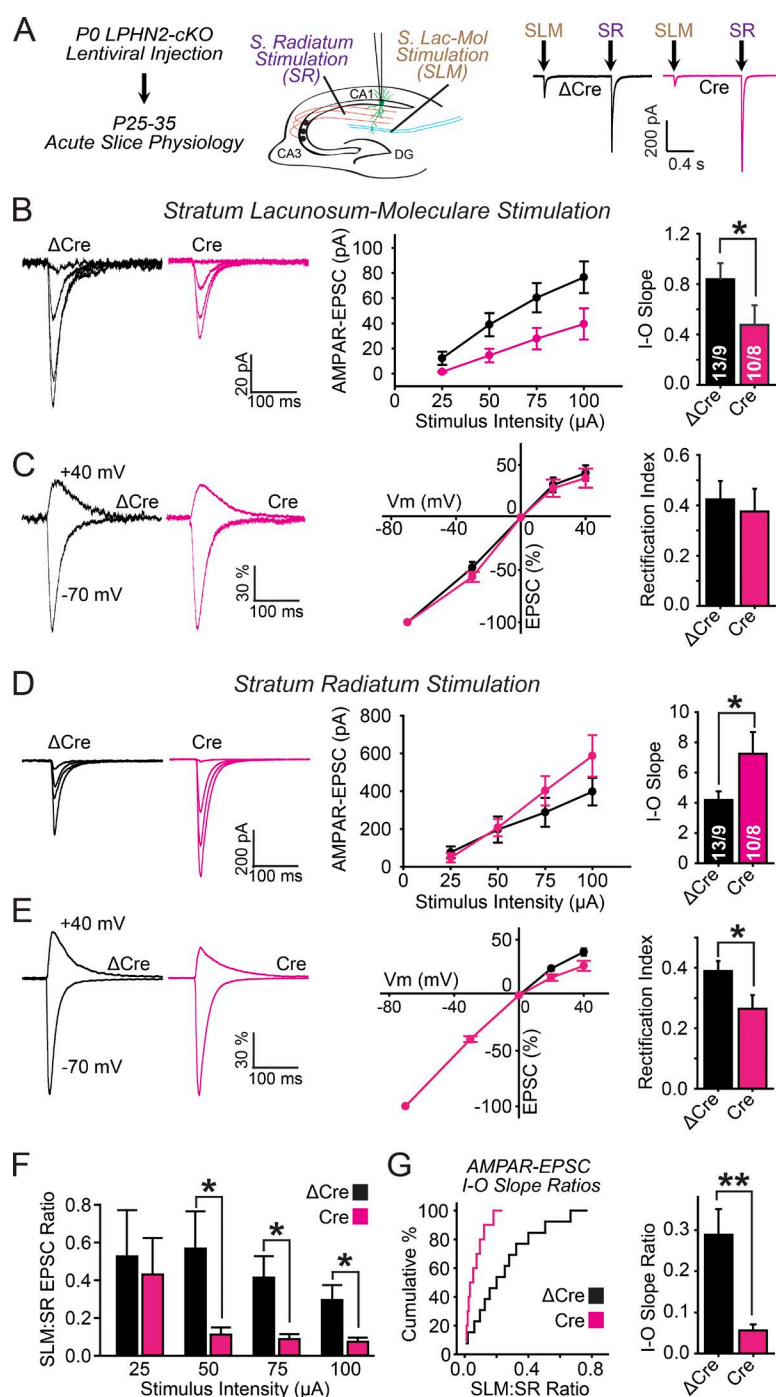 A
P0 LPHN2-cKO
Lentiviral Injection
P25-35
Acute Slice Physiology
S. Radiatum
Stimulation
(SR)
S. Lac-Mol
Stimulation
(SLM)
CA1
CA3
DG
SLM SR SLM SR
ΔCre Cre
200 pA
0.4 s
B Stratum Lacunosum-Moleculare Stimulation
ΔCre Cre
20 pA
100 ms
AMPAR-EPSC (pA)
100
80
60
40
20
0
0 25 50 75 100
Stimulus Intensity (µA)
I-O Slope
1.2
0.8
0.4
0.0
*
13/9
10/8
ΔCre
Cre
C
+40 mV
ΔCre Cre
-70 mV
30 %
100 ms
Vm (mV)
-80 -40 0 40
50
-50
-100
EPSC (%)
Rectification Index
0.6
0.4
0.2
0.0
ΔCre
Cre
D Stratum Radiatum Stimulation
ΔCre Cre
200 pA
100 ms
AMPAR-EPSC (pA)
800
600
400
200
0
0 25 50 75 100
Stimulus Intensity (µA)
I-O Slope
10
8
6
4
2
0
*
13/9
10/8
ΔCre
Cre
E
+40 mV
ΔCre Cre
-70 mV
30 %
100 ms
Vm (mV)
-80 -40 0 40
50
-50
-100
EPSC (%)
Rectification Index
0.4
0.2
0.0
*
ΔCre
Cre
F
SLM:SR EPSC Ratio
0.8
0.6
0.4
0.2
0.0
* * *
ΔCre
Cre
25 50 75 100
Stimulus Intensity (µA)
G AMPAR-EPSC
I-O Slope Ratios
Cumulative %
100
80
60
40
20
0
ΔCre
Cre
0.0 0.4 0.8
SLM:SR Ratio
I-O Slope Ratio
0.3
0.2
0.1
0.0
**
ΔCre
Cre